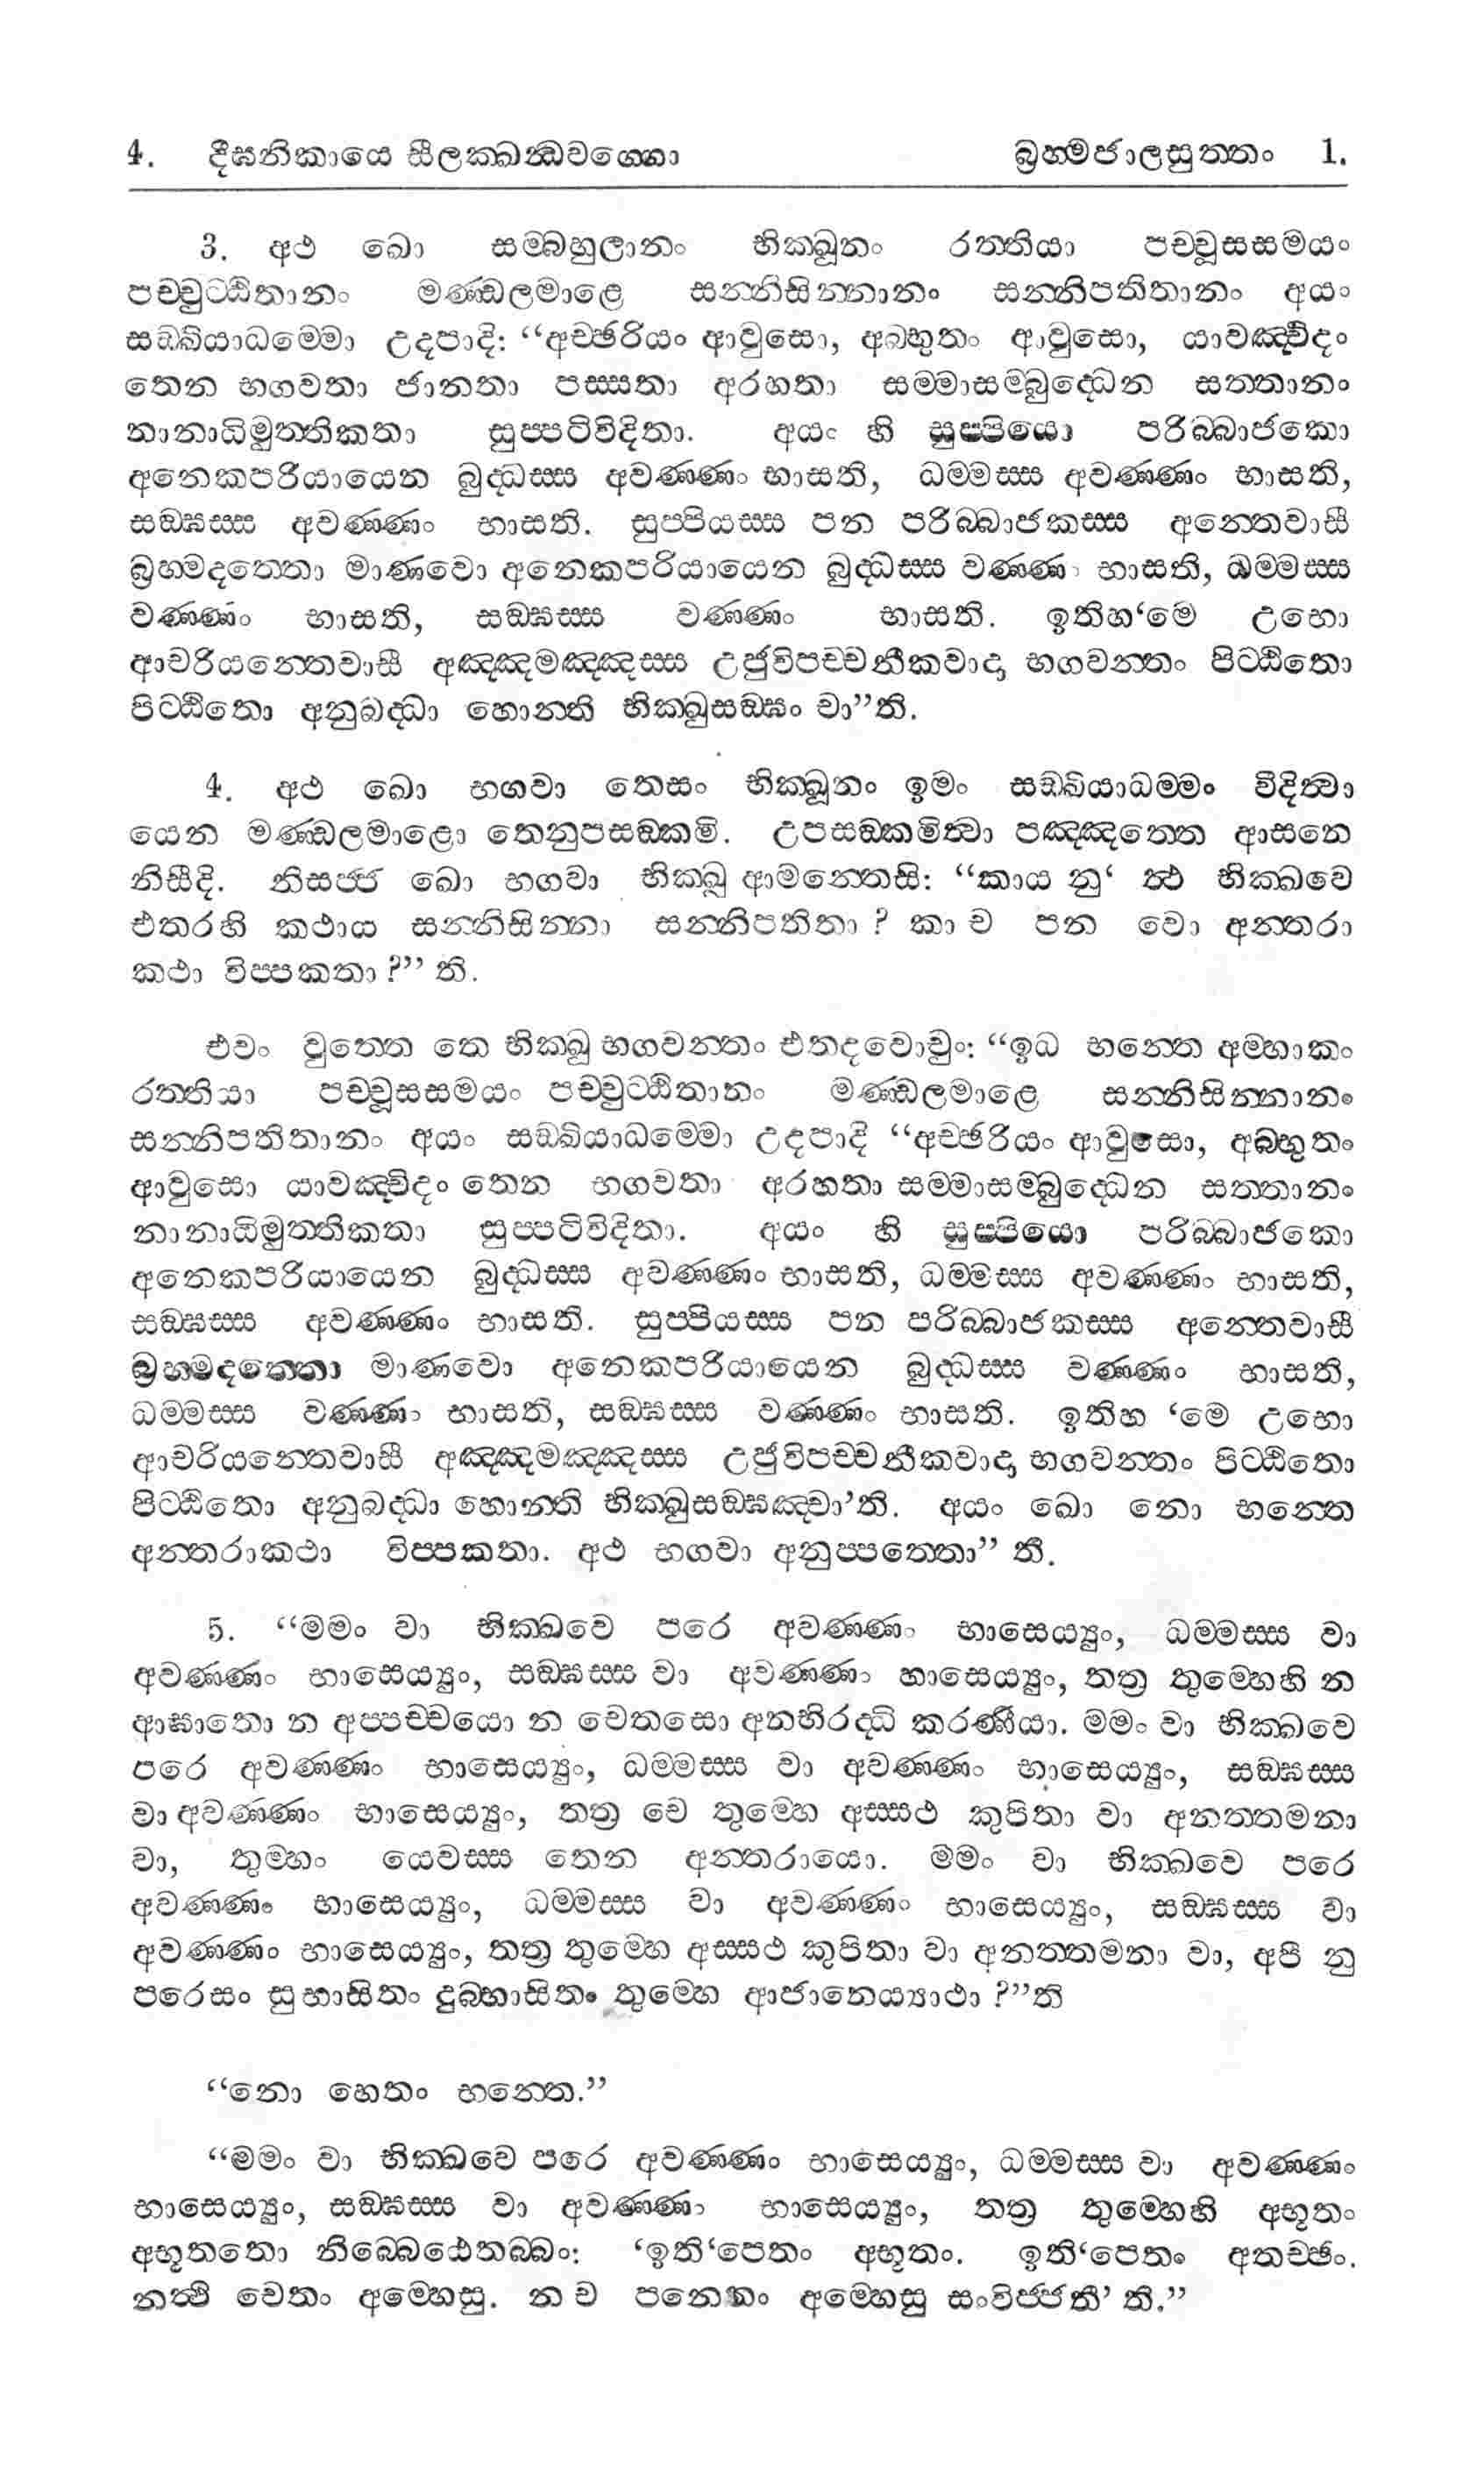 4. දීඝනිකායෙ සීලක්ඛන්ධවග්ගො බ්‍රහ්මජාලසුත්තං 1.
3. අථ ඛො සම්බහුලානං භික්ඛූනං රත්තියා පච්චූසසමයං
පච්චුට්ඨිතානං මණ්ඩලමාළෙ සන්නිසින්නානං සන්නිපතිතානං අයං
සඞ්ඛියාධම්මො උදපාදි: “අච්ඡරියං ආවුසො, අබ්භුතං ආවුසො, යාවඤ්චිදං
තෙන භගවතා ජානතා පස්සතා අරහතා සම්මාසම්බුද්ධෙන සත්තානං
නානාධිමුත්තිකතා සුප්පටිවිදිතා. අයං හි සුප්පියො පරිබ්බාජකො
අනෙකපරියායෙන බුද්ධස්ස අවණ්ණං භාසති, ධම්මස්ස අවණ්ණං භාසති,
සඞ්ඝස්ස අවණ්ණං භාසති. සුප්පියස්ස පන පරිබ්බාජකස්ස අන්තෙවාසී
බ්‍රහ්මදත්තො මාණවො අනෙකපරියායෙන බුද්ධස්ස වණ්ණං භාසති, ධම්මස්ස
වණ්ණං භාසති, සඞ්ඝස්ස වණ්ණං භාසති. ඉතිහ‘මෙ උභො
ආචරියන්තෙවාසී අඤ්ඤමඤ්ඤස්ස උජුවිපච්චනීකවාදා භගවන්තං පිට්ඨිතො
පිට්ඨිතො අනුබද්ධා හොන්ති භික්ඛුසඞ්ඝං චා”ති.
4. අථ ඛො භගවා තෙසං භික්ඛූනං ඉමං සඞ්ඛියාධම්මං විදිත්වා
යෙන මණ්ඩලමාළො තෙනුපසඞ්කමි. උපසඞ්කමිත්වා පඤ්ඤත්තෙ ආසනෙ
නිසීදි. නිසජ්ජ ඛො භගවා භික්ඛූ ආමන්තෙසි: “කාය නු‘ ත්ථ භික්ඛවෙ
එතරහි කථාය සන්නිසින්නා සන්නිපතිතා ? කා ච පන වො අන්තරා
කථා විප්පකතා ?” ති.
එවං වුත්තෙ තෙ භික්ඛූ භගවන්තං එතදවොචුං: “ඉධ භන්තෙ අම්හාකං
රත්තියා පච්චූසසමයං පච්චුට්ඨිතානං මණ්ඩලමාළෙ සන්නිසින්නානං
සන්නිපතිතානං අයං සඞ්ඛියාධම්මො උදපාදි “අච්ඡරියං ආවුසො, අබ්භුතං
ආවුසො යාවඤ්චිදං තෙන භගවතා අරහතා සම්මාසම්බුද්ධෙන සත්තානං
නානාධිමුත්තිකතා සුප්පටිවිදිතා. අයං හි සුප්පියො පරිබ්බාජකො
අනෙකපරියායෙන බුද්ධස්ස අවණ්ණං භාසති, ධම්මස්ස අවණ්ණං භාසති,
සඞ්ඝස්ස අවණ්ණං භාසති. සුප්පියස්ස පන පරිබ්බාජකස්ස අන්තෙවාසී
බ්‍රහ්මදත්තො මාණවො අනෙකපරියායෙන බුද්ධස්ස වණ්ණං භාසති,
ධම්මස්ස වණ්ණං භාසති, සඞ්ඝස්ස වණ්ණං භාසති. ඉතිහ ‘මෙ උභො
ආචරියන්තෙවාසී අඤ්ඤමඤ්ඤස්ස උජුවිපච්චනීකවාදා භගවන්තං පිට්ඨිතො
පිට්ඨිතො අනුබද්ධා හොන්ති භික්ඛුසඞ්ඝඤ්චා’ති. අයං ඛො නො භන්තෙ
අන්තරාකථා විප්පකතා. අථ භගවා අනුප්පත්තො” තී.
5. “මමං වා භික්ඛවෙ පරෙ අවණ්ණං භාසෙය්‍යුං, ධම්මස්ස වා
අවණ්ණං භාසෙය්‍යුං, සඞ්ඝස්ස වා අවණ්ණං භාසෙය්‍යුං, තත්‍ර තුම්හෙහි න
ආඝාතො න අප්පච්චයො න චෙතසො අනභිරද්ධි කරණීයා. මමං වා භික්ඛවෙ
පරෙ අවණ්ණං භාසෙය්‍යුං, ධම්මස්ස වා අවණ්ණං භාසෙය්‍යුං, සඞ්ඝස්ස
වා අවණ්ණං භාසෙය්‍යුං, තත්‍ර චෙ තුම්හෙ අස්සථ කුපිතා වා අනත්තමනා
වා, තුම්හං යෙවස්ස තෙන අන්තරායො. මමං වා භික්ඛවෙ පරෙ
අවණ්ණං භාසෙය්‍යුං, ධම්මස්ස වා අවණ්ණං භාසෙය්‍යුං, සඞ්ඝස්ස වා
අවණ්ණං භාසෙය්‍යුං, තත්‍ර තුම්හෙ අස්සථ කුපිතා වා අනත්තමනා වා, අපි නු
පරෙසං සුභාසිතං දුබ්භාසිතං තුම්හෙ ආජානෙය්‍යාථා ?”ති
“නො හෙතං භන්තෙ.”
“මමං වා භික්ඛවෙ පරෙ අවණ්ණං භාසෙය්‍යුං, ධම්මස්ස වා අවණ්ණං
භාසෙය්‍යුං, සඞ්ඝස්ස වා අවණ්ණං භාසෙය්‍යුං, තත්‍ර තුම්හෙහි අභූතං
අභූතතො නිබ්බෙඨෙතබ්බං: ‘ඉති‘පෙතං අභූතං. ඉති‘පෙතං අතච්ඡං.
නත්ථි චෙතං අම්හෙසු. න ච පනෙතං අම්හෙසු සංවිජ්ජතී’ ති.”